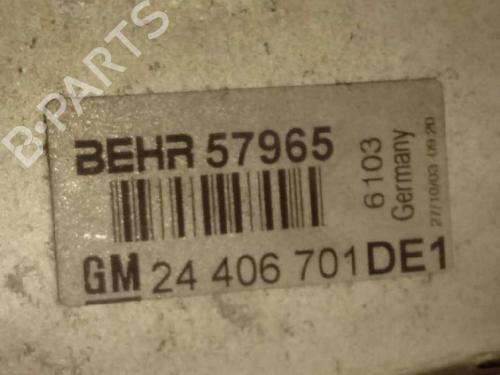 B-PARTS
BEHR 57965
6103
Germany
27/10/03 09:20
GM 24 406 701 DE1